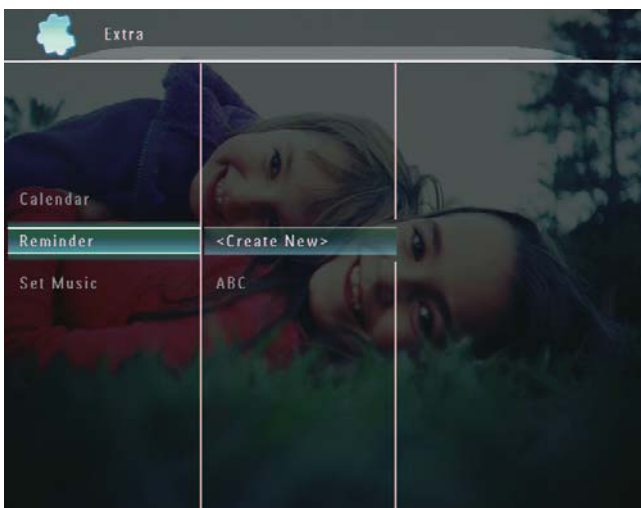 Extra
Calendar
Reminder
<Create New>
Set Music
ABC